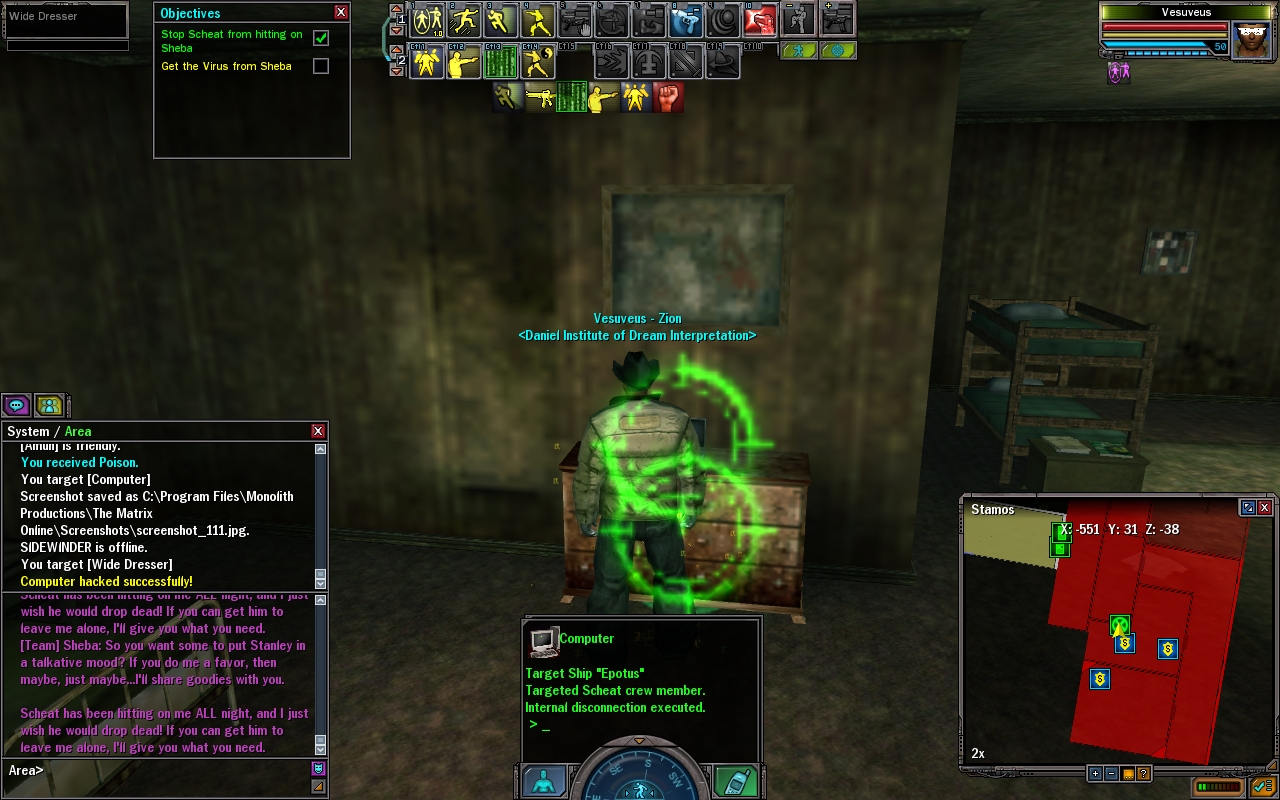 Wide Dresser
Objectives
Stop Scheat from hitting on
Sheba
Get the Virus from Sheba
Vesuveus
50
Vesuveus - Zion
<Daniel Institute of Dream Interpretation>
System / Area
[Amun] is friendly.
You received Poison.
You target [Computer]
Screenshot saved as C:\Program Files\Monolith
Productions\The Matrix
Online\Screenshots\screenshot_111.jpg.
SIDEWINDER is offline.
You target [Wide Dresser]
Computer hacked successfully!
Scheat has been hitting on me ALL night, and I just
wish he would drop dead! If you can get him to
leave me alone, I'll give you what you need.
[Team] Sheba: So you want some to put Stanley in
a talkative mood? If you do me a favor, then
maybe, just maybe...I'll share goodies with you.
Scheat has been hitting on me ALL night, and I just
wish he would drop dead! If you can get him to
leave me alone, I'll give you what you need.
Area>
Computer
Target Ship "Epotus"
Targeted Scheat crew member.
Internal disconnection executed.
> _
SE S SW
Stamos
X: -551 Y: 31 Z: -38
2x